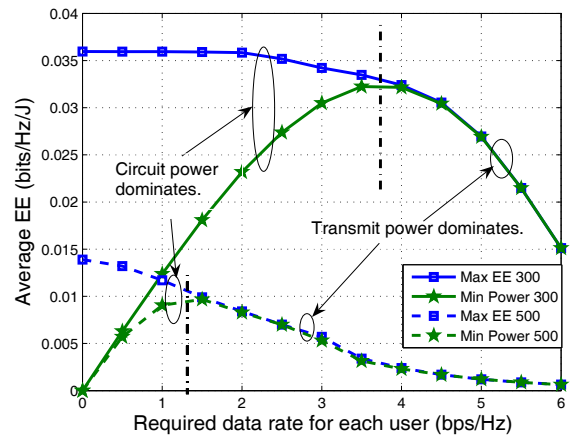 0.04
0.035
0.03
0.025
0.02
0.015
0.01
0.005
0
Average EE (bits/Hz/J)
Circuit power
dominates.
Transmit power dominates.
Max EE 300
Min Power 300
Max EE 500
Min Power 500
0 1 2 3 4 5 6
Required data rate for each user (bps/Hz)